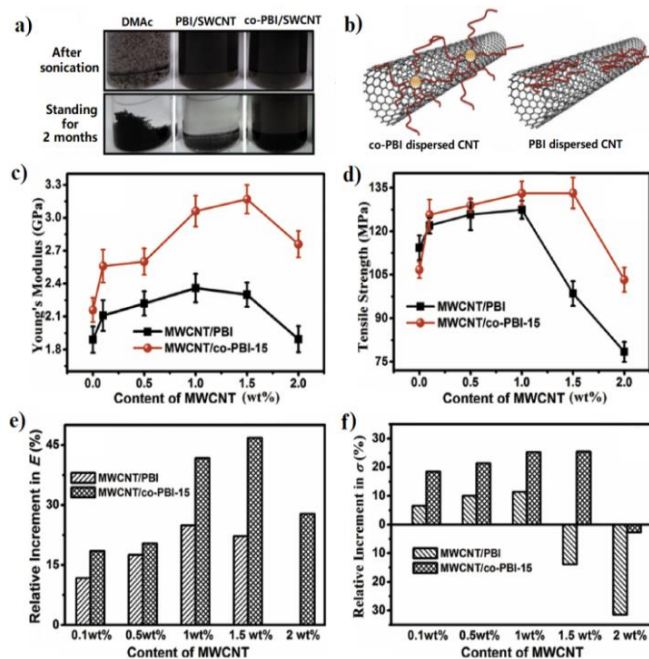 a)
DMAc PBI/SWCNT co-PBI/SWCNT
After
sonication
Standing
for
2 months
b)
co-PBI dispersed CNT PBI dispersed CNT
c)
Young's Modulus (GPa)
3.3
3.0
2.7
2.4
2.1
1.8
MWCNT/PBI
MWCNT/co-PBI-15
0.0 0.5 1.0 1.5 2.0
Content of MWCNT (wt%)
d)
Tensile Strength (MPa)
135
120
105
90
75
MWCNT/PBI
MWCNT/co-PBI-15
0.0 0.5 1.0 1.5 2.0
Content of MWCNT (wt%)
e)
Relative Increment in E (%)
45
30
15
0
MWCNT/PBI
MWCNT/co-PBI-15
0.1wt% 0.5wt% 1wt% 1.5 wt% 2 wt%
Content of MWCNT
f)
Relative Increment in σ (%)
30
20
10
0
10
20
30
MWCNT/PBI
MWCNT/co-PBI-15
0.1wt% 0.5wt% 1wt% 1.5wt% 2 wt%
Content of MWCNT